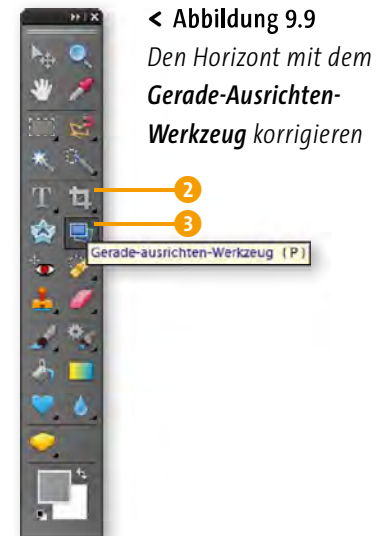 < Abbildung 9.9
Den Horizont mit dem
Gerade-Ausrichten-
Werkzeug korrigieren
T
2
3
Gerade-ausrichten-Werkzeug (P)